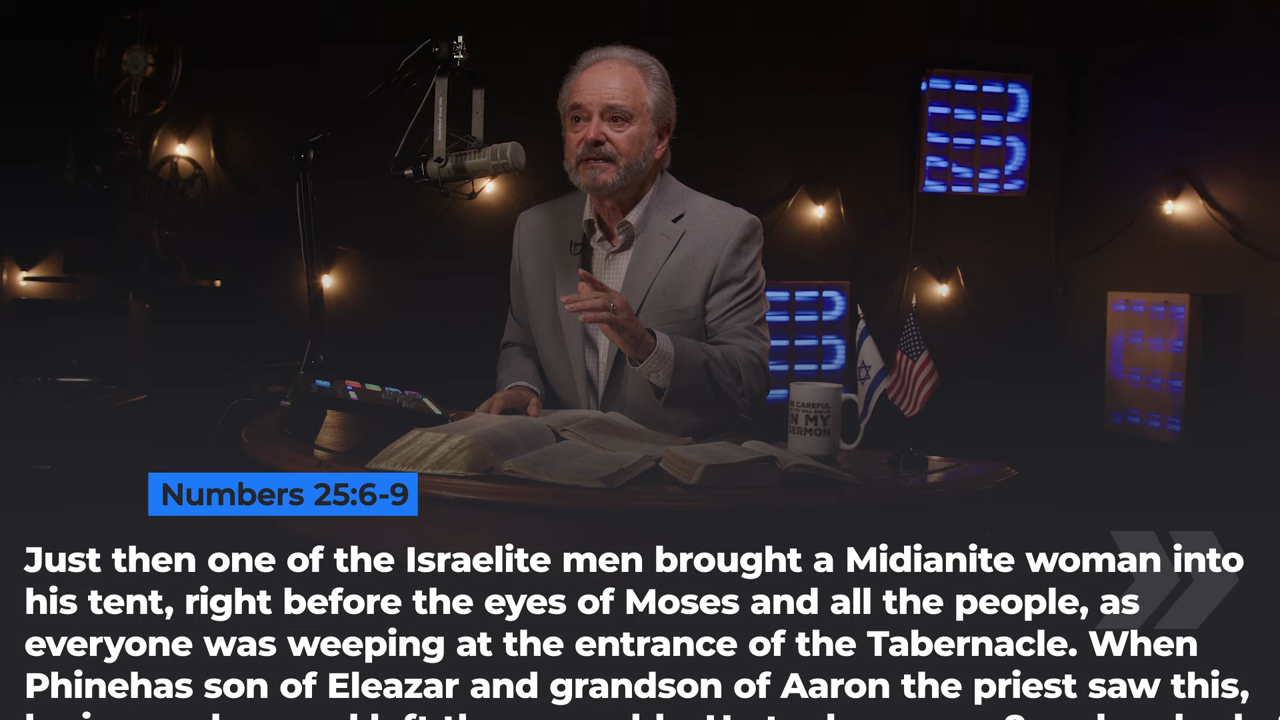 CAREFUL
IN MY
SERMON
Numbers 25:6-9
Just then one of the Israelite men brought a Midianite woman into
his tent, right before the eyes of Moses and all the people, as
everyone was weeping at the entrance of the Tabernacle. When
Phinehas son of Eleazar and grandson of Aaron the priest saw this,